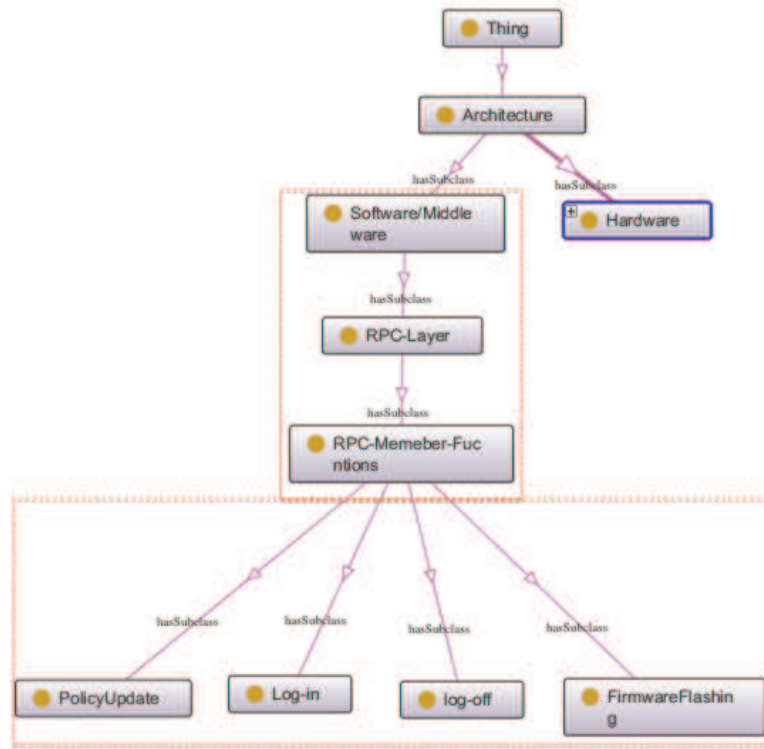 Thing
Architecture
hasSubclass
hasSubclass
Software/Middle
ware
Hardware
hasSubclass
RPC-Layer
hasSubclass
RPC-Memeber-Fuc
ntions
hasSubclass
hasSubclass
hasSubclass
hasSubclass
PolicyUpdate
Log-in
log-off
FirmwareFlashin
g